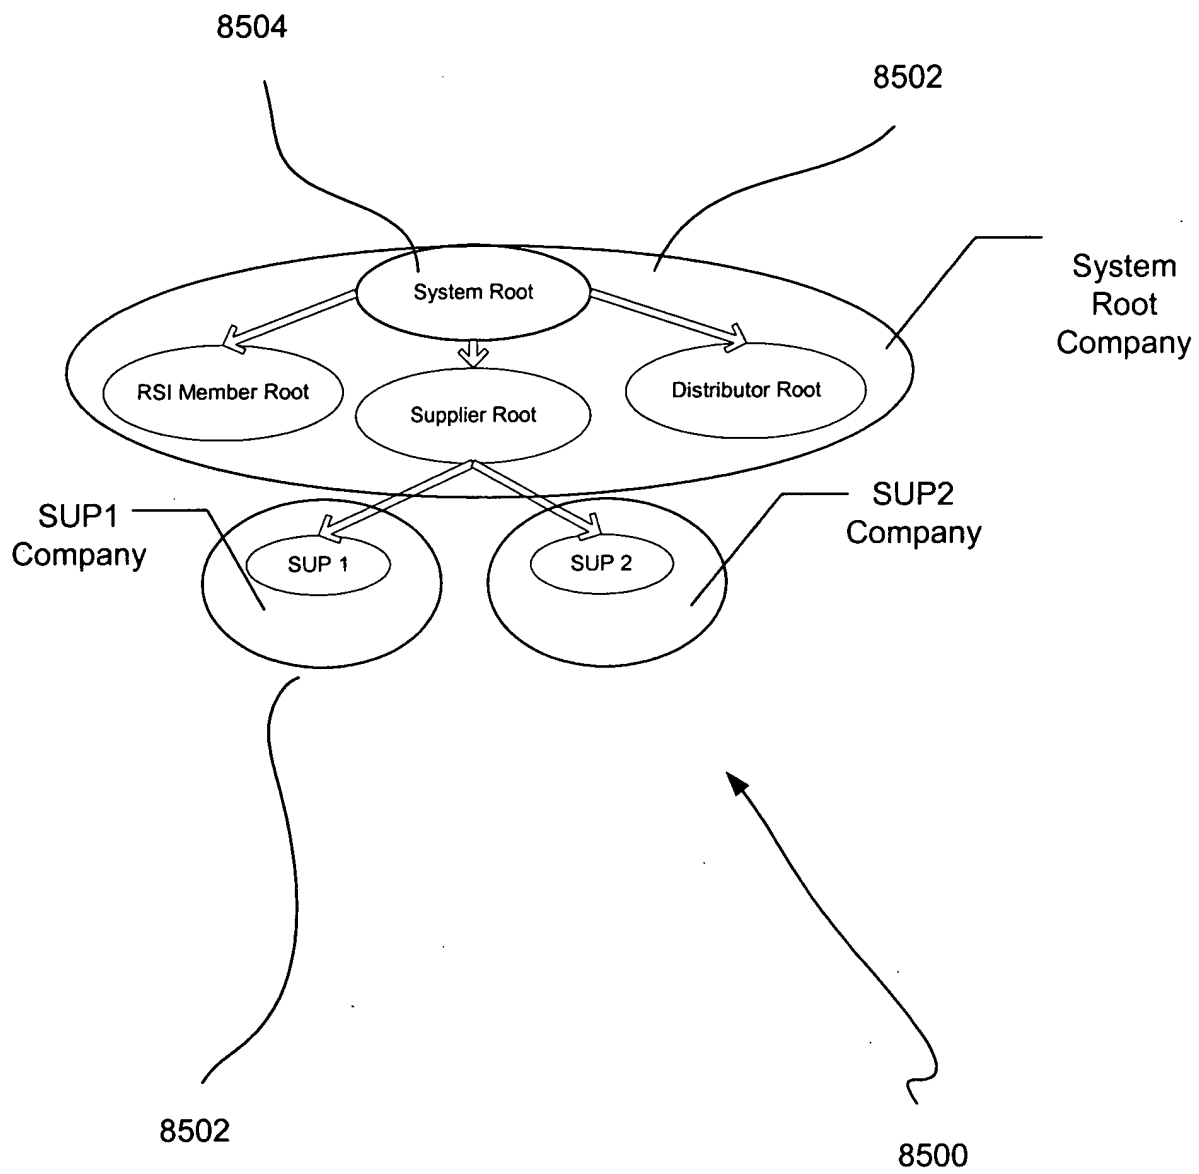 8504
8502
System Root
System
Root
Company
RSI Member Root
Supplier Root
Distributor Root
SUP1
Company
SUP2
Company
SUP 1
SUP 2
8502
8500